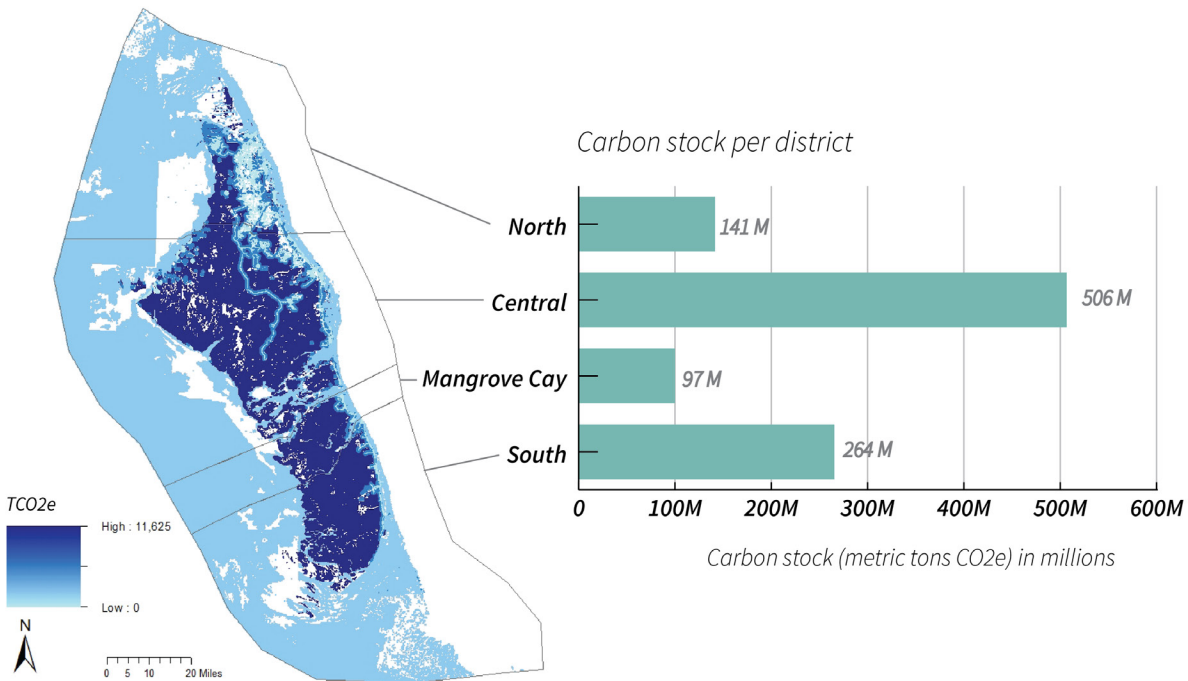 Carbon stock per district
North
141 M
Central
506 M
Mangrove Cay
97 M
South
264 M
0 100M 200M 300M 400M 500M 600M
Carbon stock (metric tons CO2e) in millions
TCO2e
High : 11,625
Low : 0
N
0 5 10 20 Miles